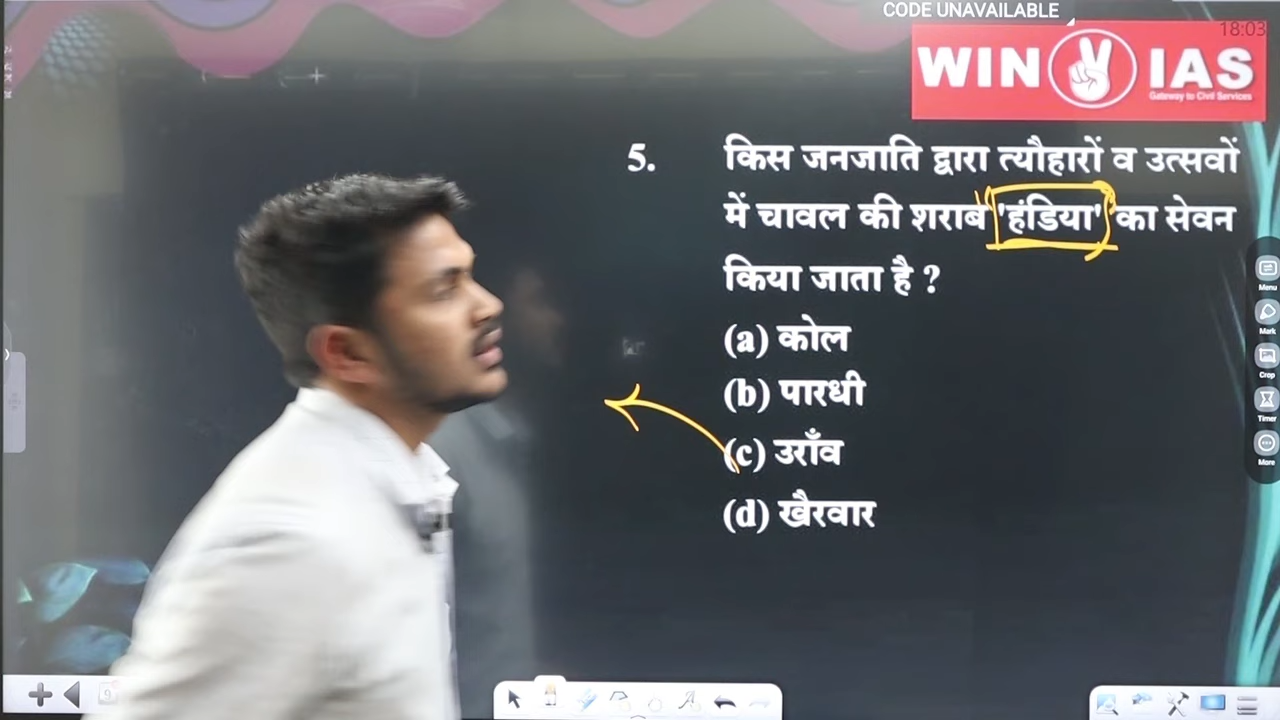 CODE UNAVAILABLE
18:03
WIN IAS
Gateway to Civil Services
5. किस जनजाति द्वारा त्यौहारों व उत्सवों
में चावल की शराब 'हंडिया' का सेवन
किया जाता है ?
(a) कोल
(b) पारधी
(c) उराँव
(d) खैरवार
Menu
Mark
Crop
Timer
More
9